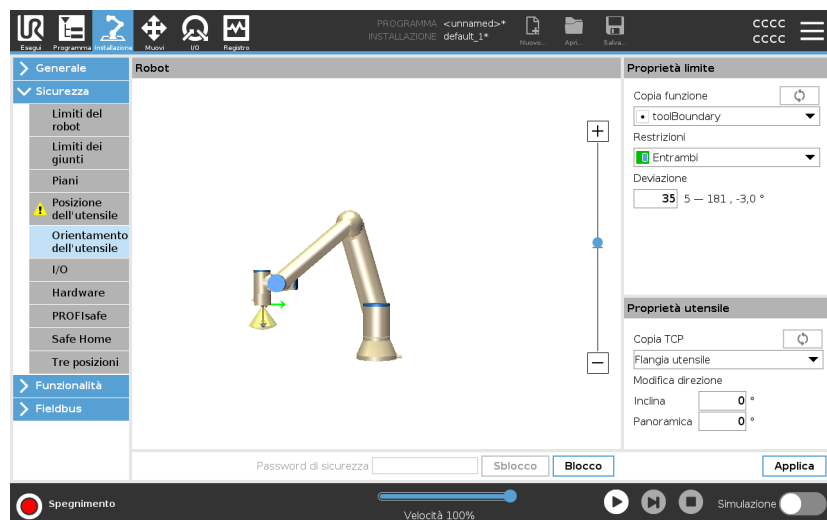 Esegui
Programma
Installazione
Muovi
I/O
Registro
PROGRAMMA <unnamed>*
INSTALLAZIONE default_1*
Nuovo...
Apri...
Salva...
CCCC
CCCC
Generale
Sicurezza
Limiti del
robot
Limiti dei
giunti
Piani
Posizione
dell'utensile
Orientamento
dell'utensile
I/O
Hardware
PROFIsafe
Safe Home
Tre posizioni
Funzionalità
Fieldbus
Robot
Proprietà limite
Copia funzione
toolBoundary
Restrizioni
Entrambi
Deviazione
35 5 — 181 , -3,0 °
Proprietà utensile
Copia TCP
Flangia utensile
Modifica direzione
Inclina 0 °
Panoramica 0 °
Password di sicurezza Sblocco Blocco Applica
Spegnimento
Velocità 100%
Simulazione